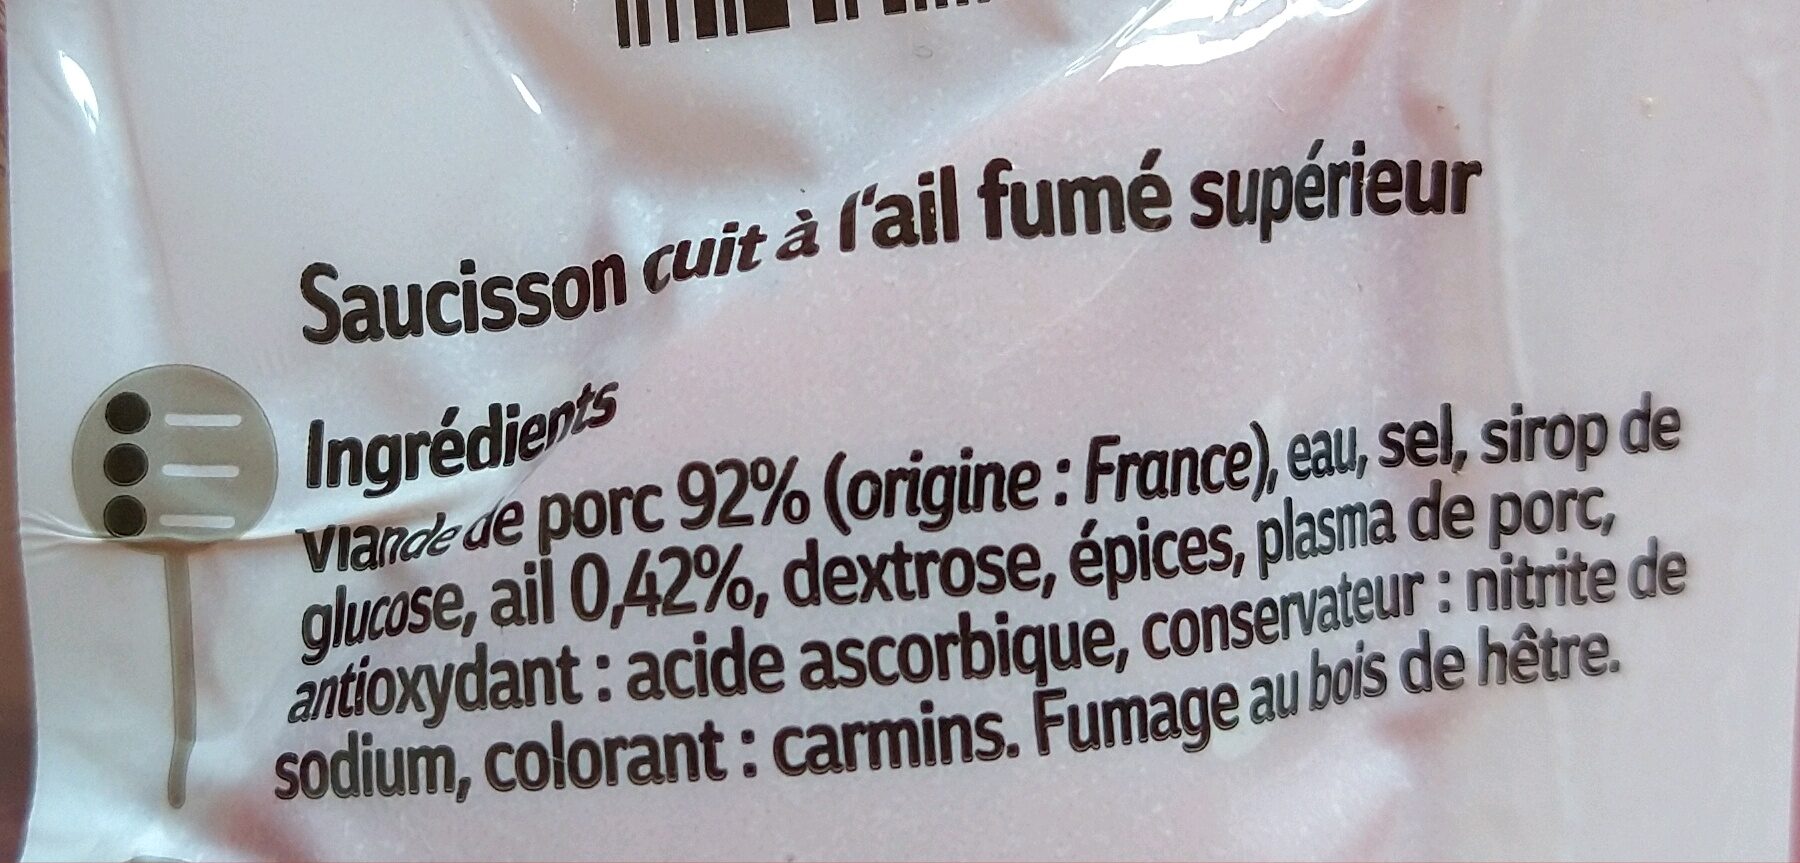 Saucisson cuit à l'ail fumé supérieur
Ingrédients
Viande de porc 92% (origine : France), eau, sel, sirop de
glucose, ail 0,42%, dextrose, épices, plasma de porc,
antioxydant : acide ascorbique, conservateur : nitrite de
sodium, colorant : carmins. Fumage au bois de hêtre.